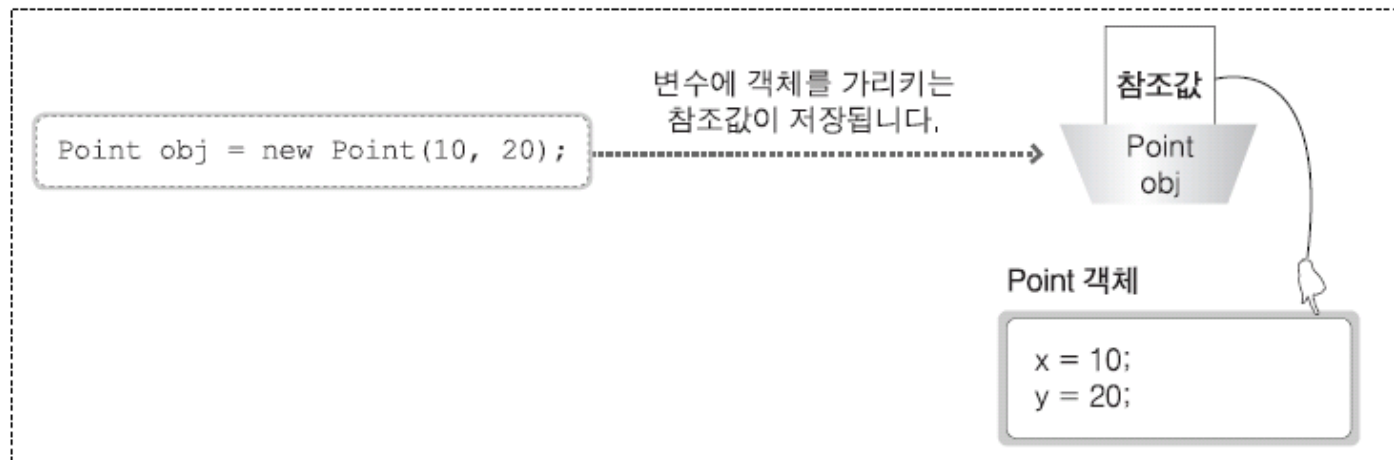 Point obj = new Point(10, 20);
변수에 객체를 가리키는
참조값이 저장됩니다.
참조값
Point
obj
Point 객체
x = 10;
y = 20;